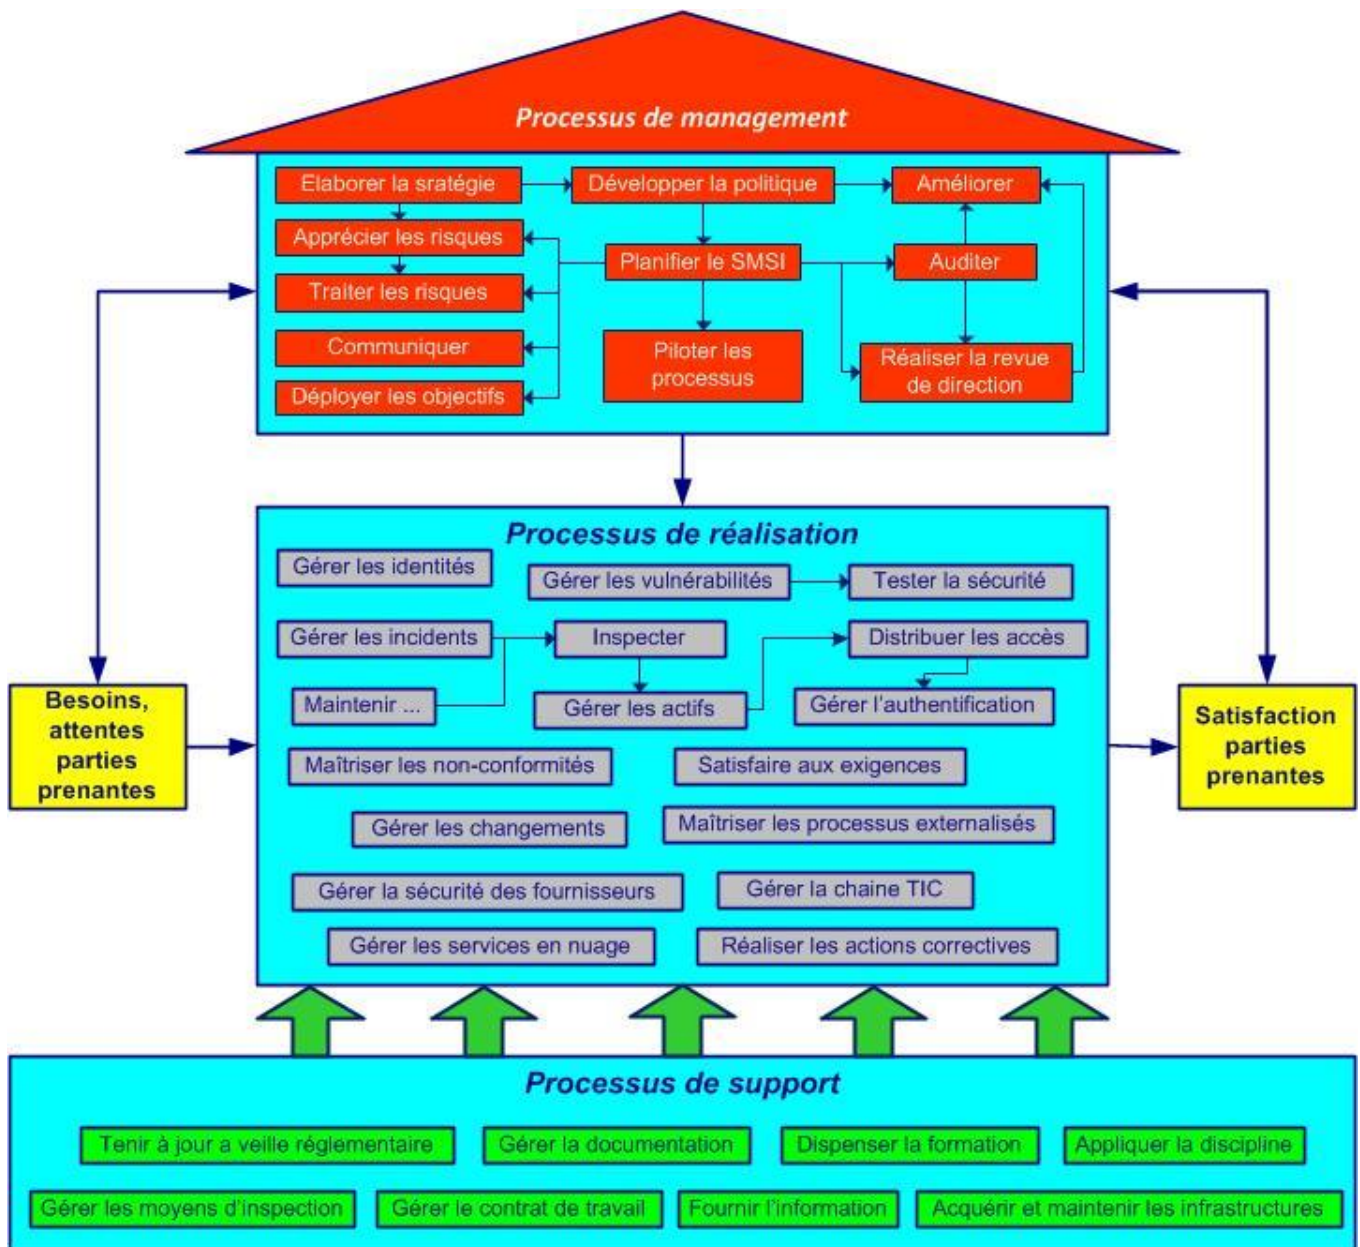 Processus de management
Elaborer la sratégie
Développer la politique
Améliorer
Apprécier les risques
Planifier le SMSI
Auditer
Traiter les risques
Communiquer
Piloter les
processus
Réaliser la revue
de direction
Déployer les objectifs
Processus de réalisation
Gérer les identités
Gérer les vulnérabilités
Tester la sécurité
Gérer les incidents
Inspecter
Distribuer les accès
Maintenir ...
Gérer les actifs
Gérer l'authentification
Besoins,
attentes
parties
prenantes
Satisfaction
parties
prenantes
Maîtriser les non-conformités
Satisfaire aux exigences
Gérer les changements
Maîtriser les processus externalisés
Gérer la sécurité des fournisseurs
Gérer la chaine TIC
Gérer les services en nuage
Réaliser les actions correctives
Processus de support
Tenir à jour a veille réglementaire
Gérer la documentation
Dispenser la formation
Appliquer la discipline
Gérer les moyens d'inspection
Gérer le contrat de travail
Fournir l'information
Acquérir et maintenir les infrastructures